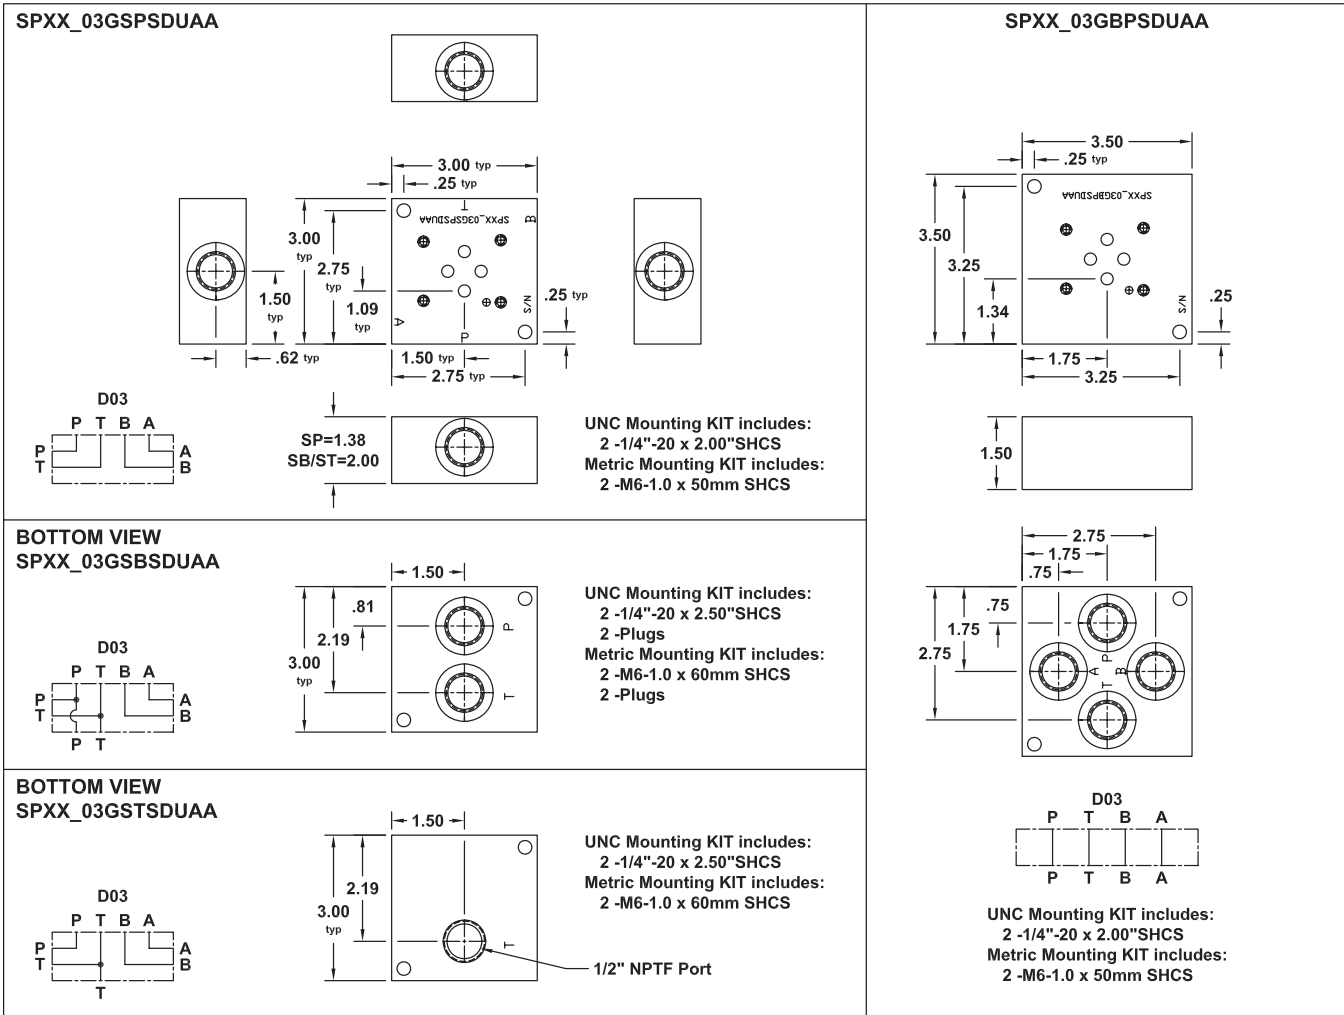 SPXX_03GSPSDUAA
3.00 typ
.25 typ
T
SPXX_03GSPSDUAA
B
3.00
typ
2.75
typ
1.50
typ
1.09
typ
.25 typ
A
S/N
P
.62 typ
1.50 typ
2.75 typ
D03
P T B A
P A
T B
SP=1.38
SB/ST=2.00
UNC Mounting KIT includes:
2 -1/4"-20 x 2.00"SHCS
Metric Mounting KIT includes:
2 -M6-1.0 x 50mm SHCS
BOTTOM VIEW
SPXX_03GSBSDUAA
1.50
.81
2.19
3.00
typ
P
T
D03
P T B A
P A
T B
P T
UNC Mounting KIT includes:
2 -1/4"-20 x 2.50"SHCS
2 -Plugs
Metric Mounting KIT includes:
2 -M6-1.0 x 60mm SHCS
2 -Plugs
BOTTOM VIEW
SPXX_03GSTSDUAA
1.50
2.19
3.00
typ
T
1/2" NPTF Port
D03
P T B A
P A
T B
T
UNC Mounting KIT includes:
2 -1/4"-20 x 2.50"SHCS
Metric Mounting KIT includes:
2 -M6-1.0 x 60mm SHCS
SPXX_03GBPSDUAA
3.50
.25 typ
SPXX_03GBPSDUAA
3.50
3.25
1.34
S/N
.25
1.75
3.25
1.50
2.75
1.75
.75
.75
1.75
2.75
P
A B
T
D03
P T B A
P T B A
UNC Mounting KIT includes:
2 -1/4"-20 x 2.00"SHCS
Metric Mounting KIT includes:
2 -M6-1.0 x 50mm SHCS